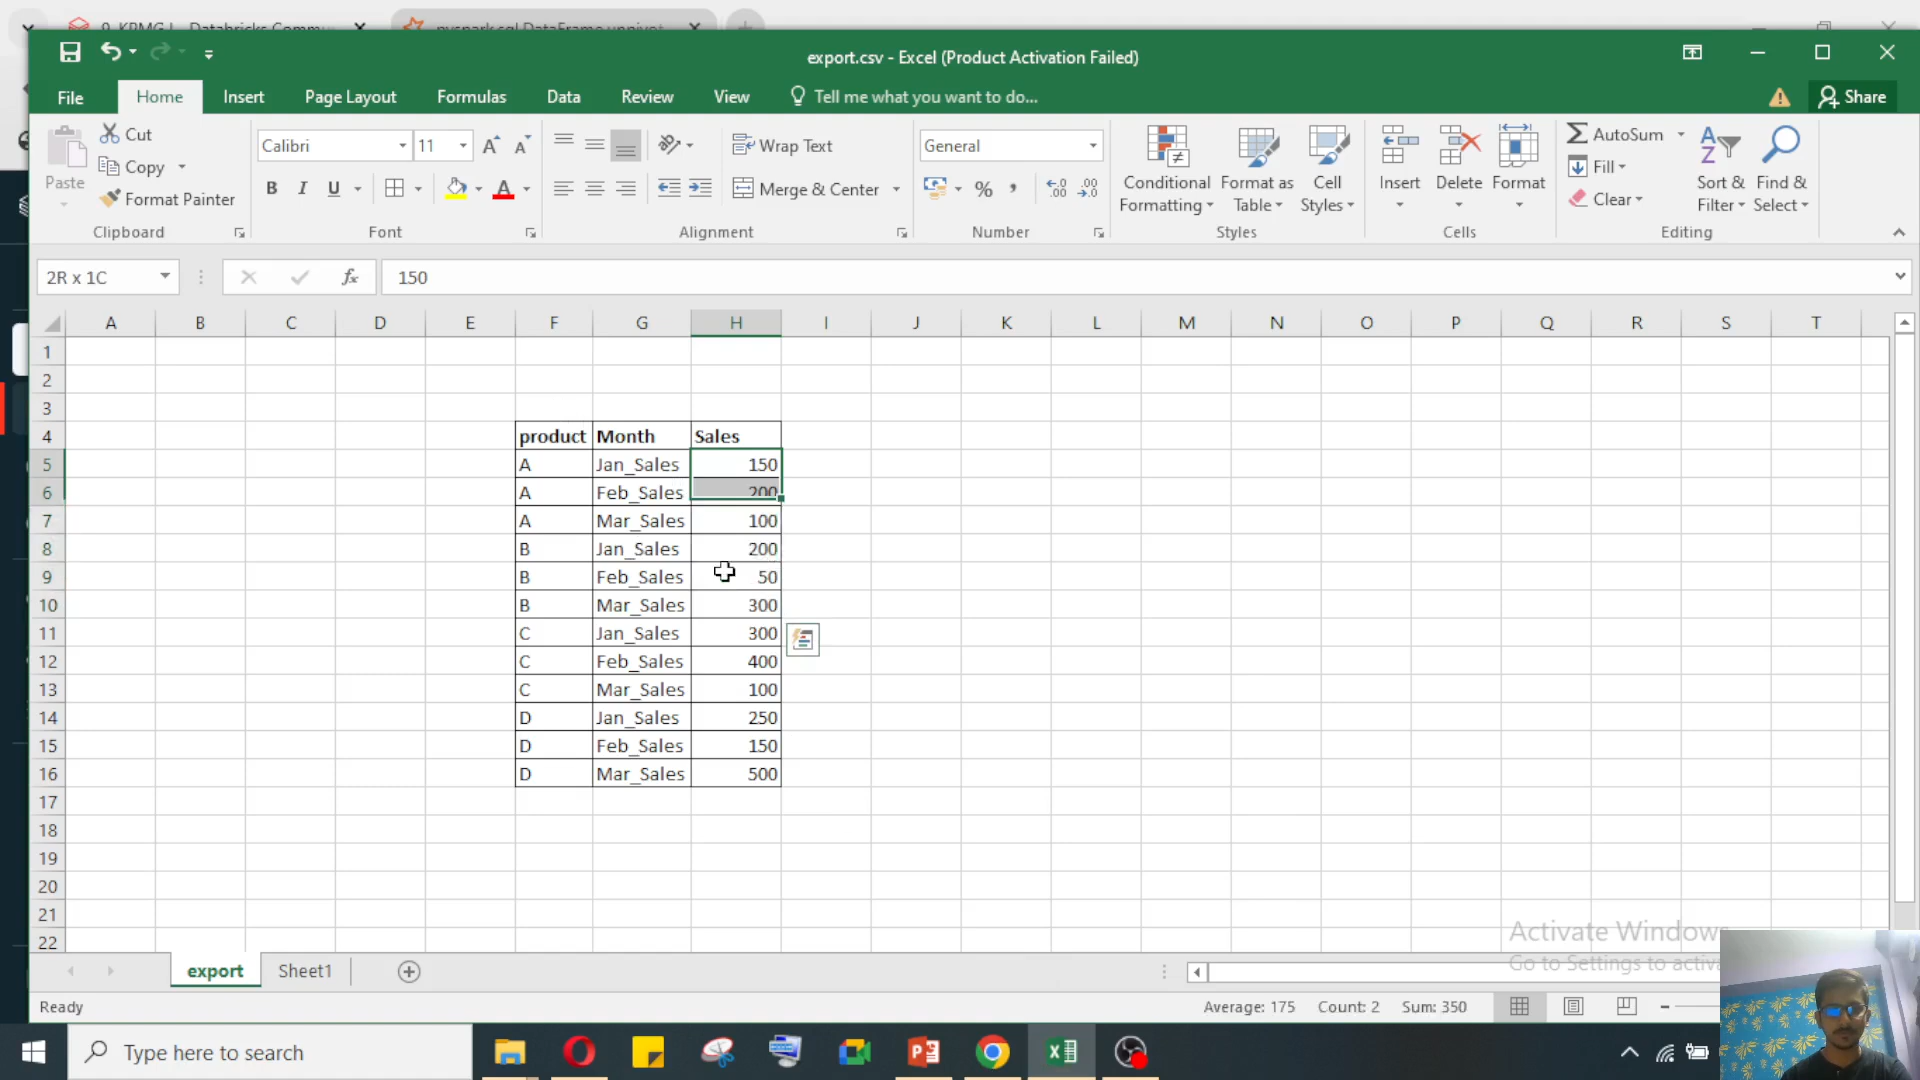 export.csv - Excel (Product Activation Failed)
File Home Insert Page Layout Formulas Data Review View Tell me what you want to do... Share
Paste Cut
Copy
Format Painter
Clipboard
Calibri 11
B I U A
Font
Wrap Text
Merge & Center
Alignment
General
%
Number
Conditional Formatting
Format as Table
Cell Styles
Styles
Insert Delete Format
Cells
AutoSum
Fill
Clear
Sort & Filter
Find & Select
Editing
2R x 1C fx 150
A B C D E F G H I J K L M N O P Q R S T
1
2
3
4 product Month Sales
5 A Jan_Sales 150
6 A Feb_Sales 200
7 A Mar_Sales 100
8 B Jan_Sales 200
9 B Feb_Sales 50
10 B Mar_Sales 300
11 C Jan_Sales 300
12 C Feb_Sales 400
13 C Mar_Sales 100
14 D Jan_Sales 250
15 D Feb_Sales 150
16 D Mar_Sales 500
17
18
19
20
21
22
Activate Windows
Go to Settings to
export Sheet1
Ready Average: 175 Count: 2 Sum: 350
Type here to search